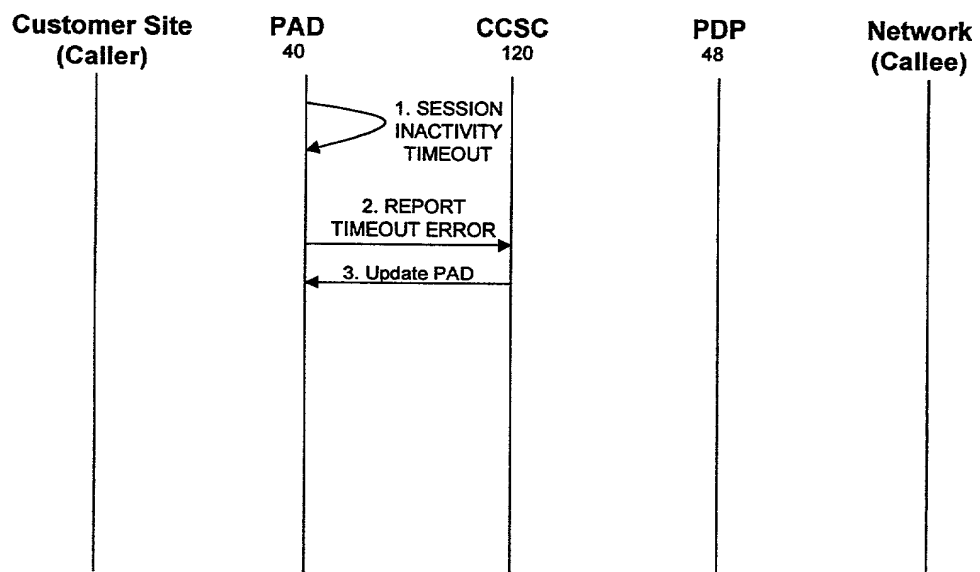 Customer Site
(Caller)
PAD
40
CCSC
120
PDP
48
Network
(Callee)
1. SESSION
INACTIVITY
TIMEOUT
2. REPORT
TIMEOUT ERROR
3. Update PAD